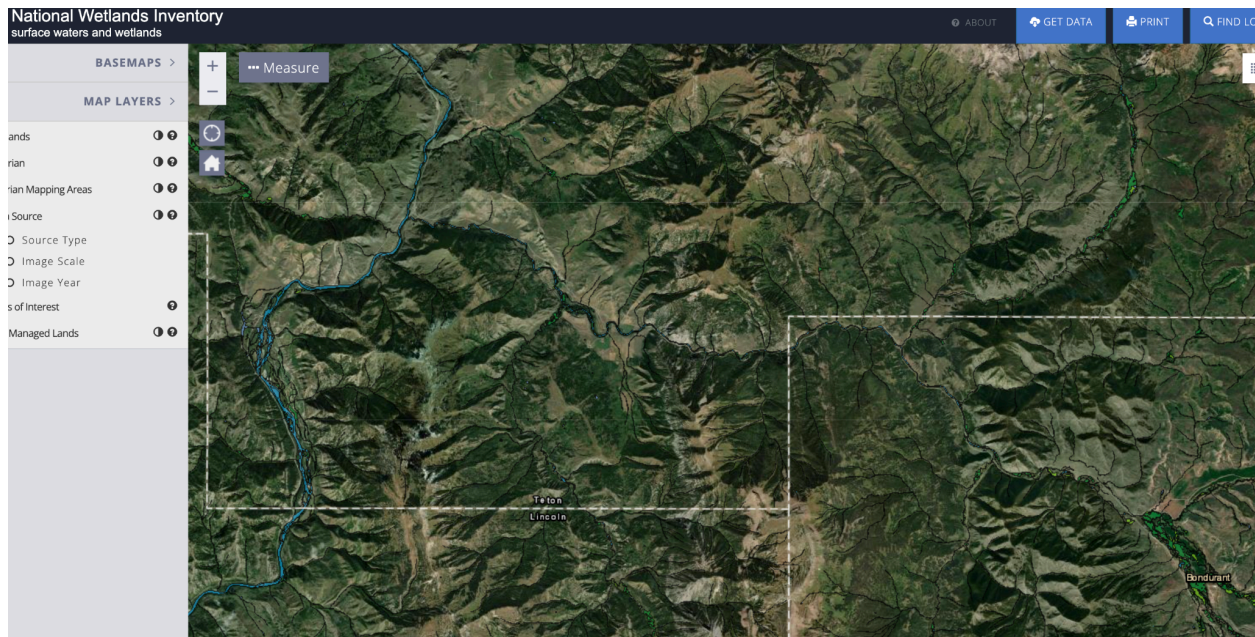 National Wetlands Inventory
surface waters and wetlands
ABOUT
GET DATA
PRINT
FIND LO
BASEMAPS >
MAP LAYERS >
ands
rian
rian Mapping Areas
Source
Source Type
Image Scale
Image Year
s of Interest
Managed Lands
+
Measure
−
Teton
Lincoln
Bondurant